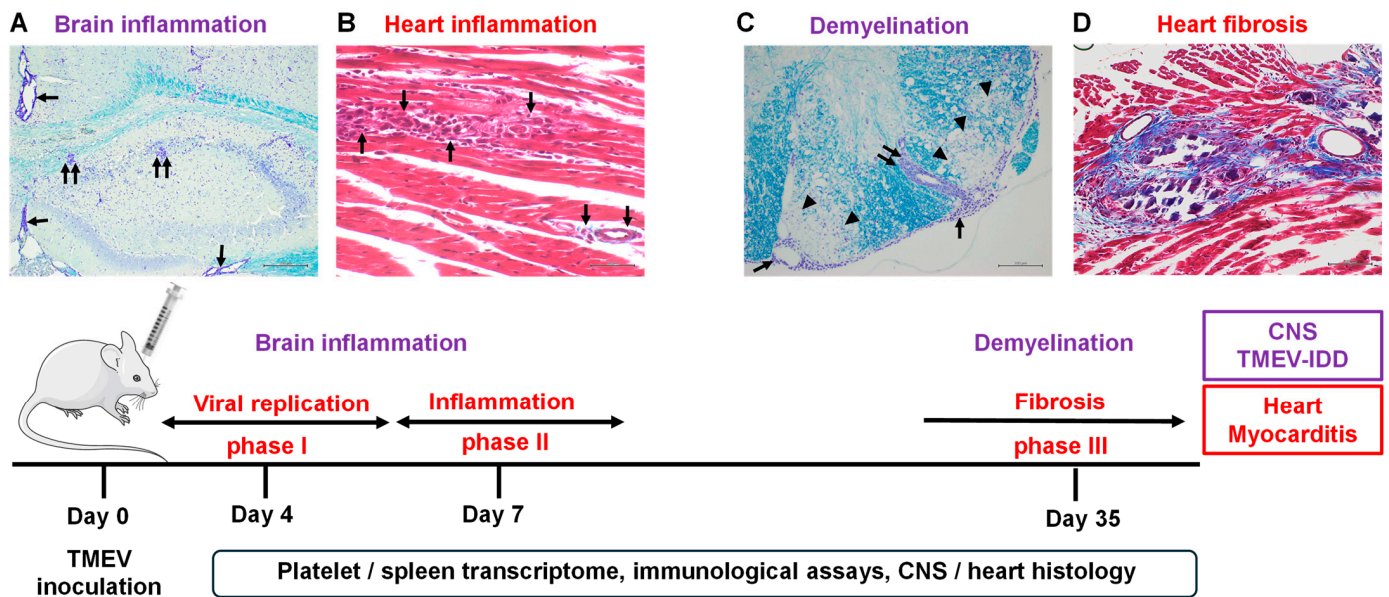 A Brain inflammation
B Heart inflammation
C Demyelination
D Heart fibrosis
Brain inflammation
Demyelination
CNS
TMEV-IDD
Viral replication
Inflammation
Fibrosis
Heart
Myocarditis
phase I
phase II
phase III
Day 0
Day 4
Day 7
Day 35
TMEV
inoculation
Platelet / spleen transcriptome, immunological assays, CNS / heart histology